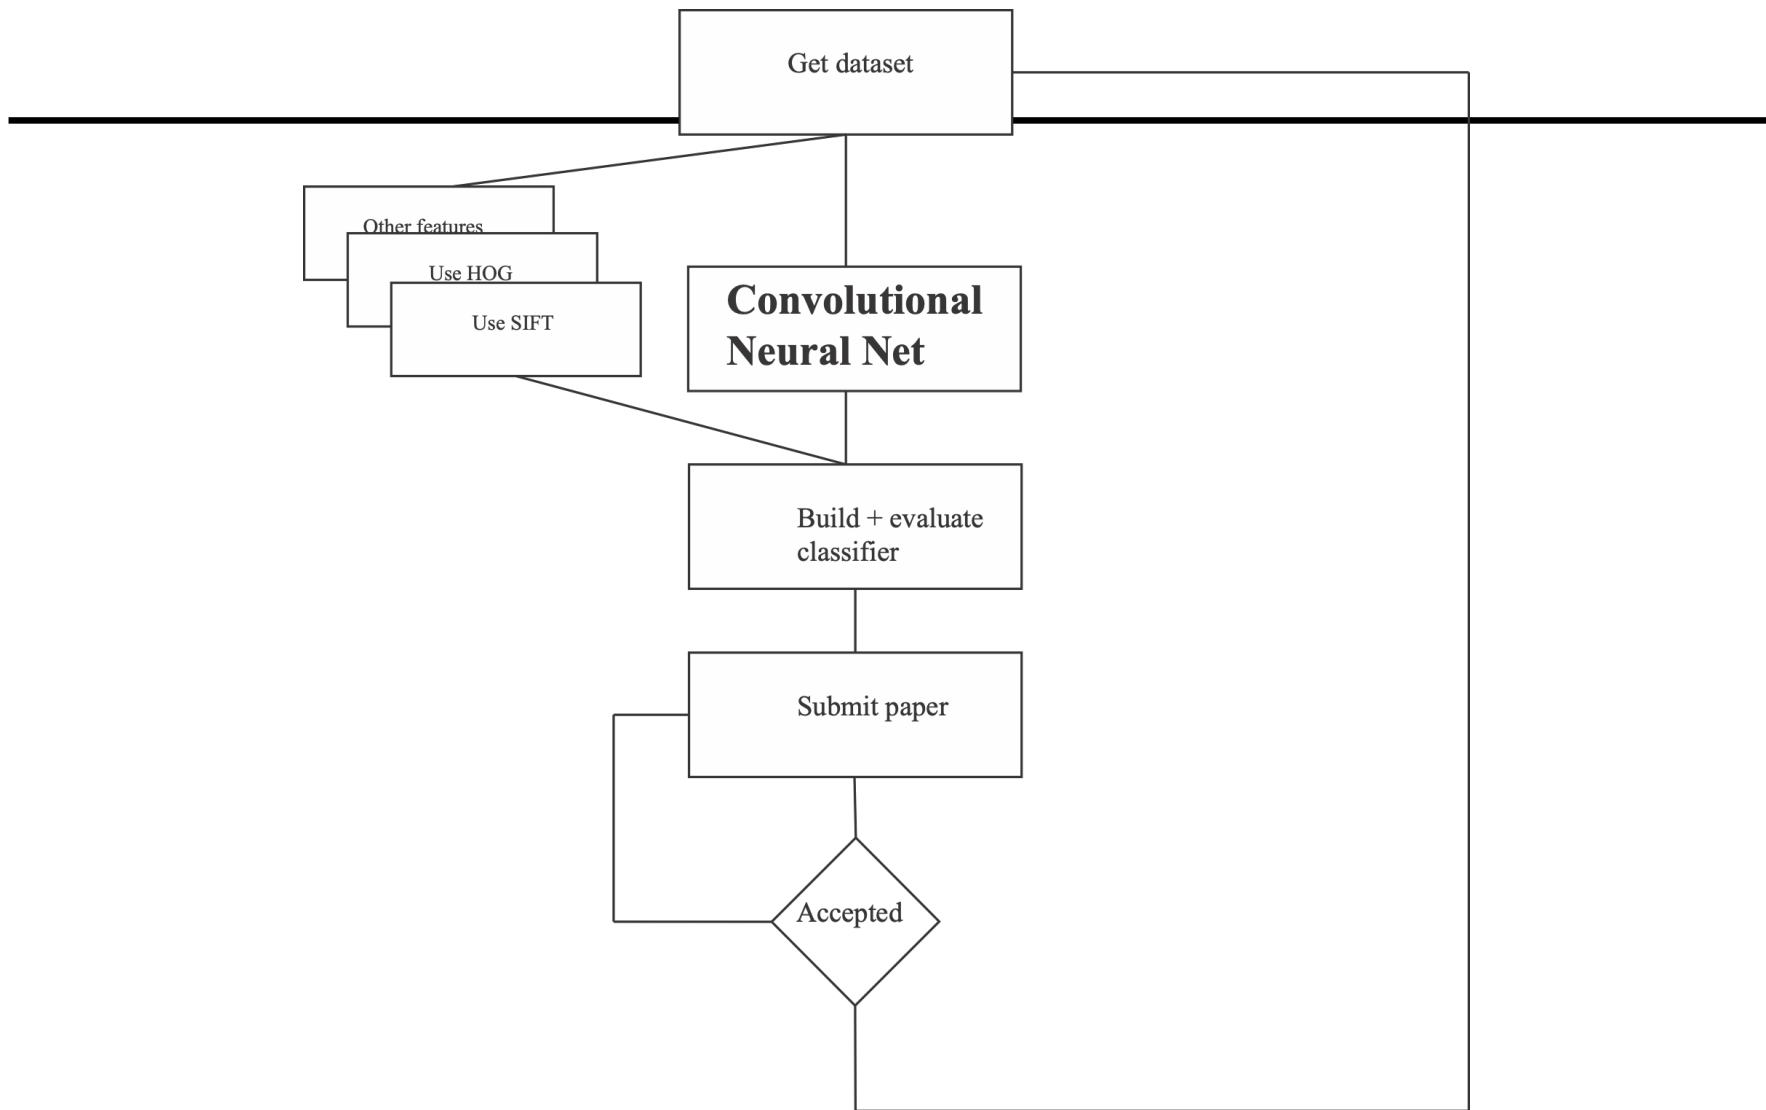 Get dataset
Other features
Use HOG
Use SIFT
Convolutional
Neural Net
Build + evaluate
classifier
Submit paper
Accepted